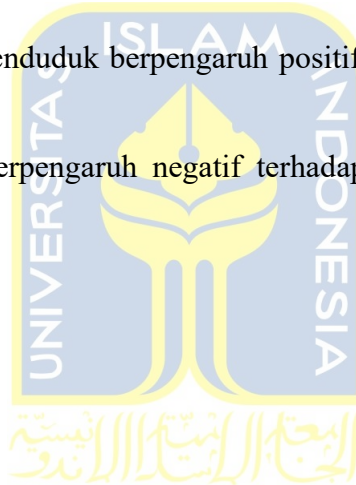 enduduk berpengaruh positif
erpengaruh negatif terhadap
UNIVERSITAS
ISLAM
INDONESIA